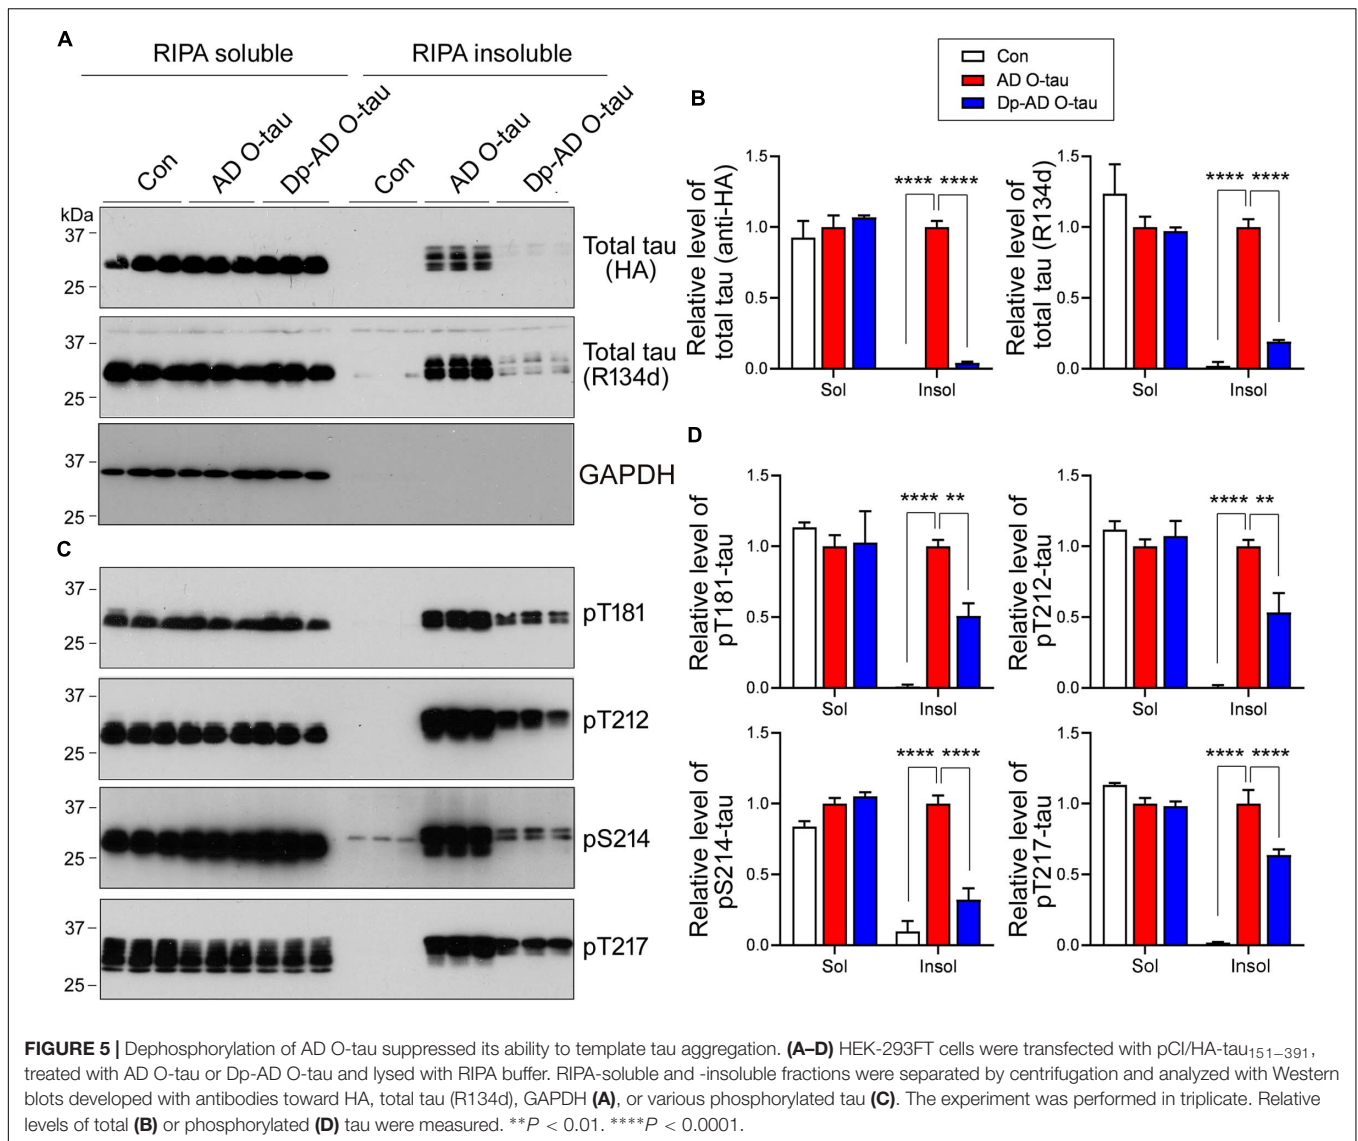 A
RIPA soluble
RIPA insoluble
Con
AD O-tau
Dp-AD O-tau
Con
AD O-tau
Dp-AD O-tau
kDa
37
25
Total tau
(HA)
37
25
Total tau
(R134d)
37
25
GAPDH
Con
AD O-tau
Dp-AD O-tau
B
Relative level of
total tau (anti-HA)
1.5
1.0
0.5
0.0
**** ****
Sol
Insol
Relative level of
total tau (R134d)
1.5
1.0
0.5
0.0
**** ****
Sol
Insol
C
37
25
pT181
37
25
pT212
37
25
pS214
37
25
pT217
D
Relative level of
pT181-tau
1.5
1.0
0.5
0.0
**** **
Sol
Insol
Relative level of
pT212-tau
1.5
1.0
0.5
0.0
**** **
Sol
Insol
Relative level of
pS214-tau
1.5
1.0
0.5
0.0
**** ****
Sol
Insol
Relative level of
pT217-tau
1.5
1.0
0.5
0.0
**** ****
Sol
Insol
FIGURE 5 | Dephosphorylation of AD O-tau suppressed its ability to template tau aggregation. (A–D) HEK-293FT cells were transfected with pCI/HA-tau151–391,
treated with AD O-tau or Dp-AD O-tau and lysed with RIPA buffer. RIPA-soluble and -insoluble fractions were separated by centrifugation and analyzed with Western
blots developed with antibodies toward HA, total tau (R134d), GAPDH (A), or various phosphorylated tau (C). The experiment was performed in triplicate. Relative
levels of total (B) or phosphorylated (D) tau were measured. **P < 0.01. ****P < 0.0001.